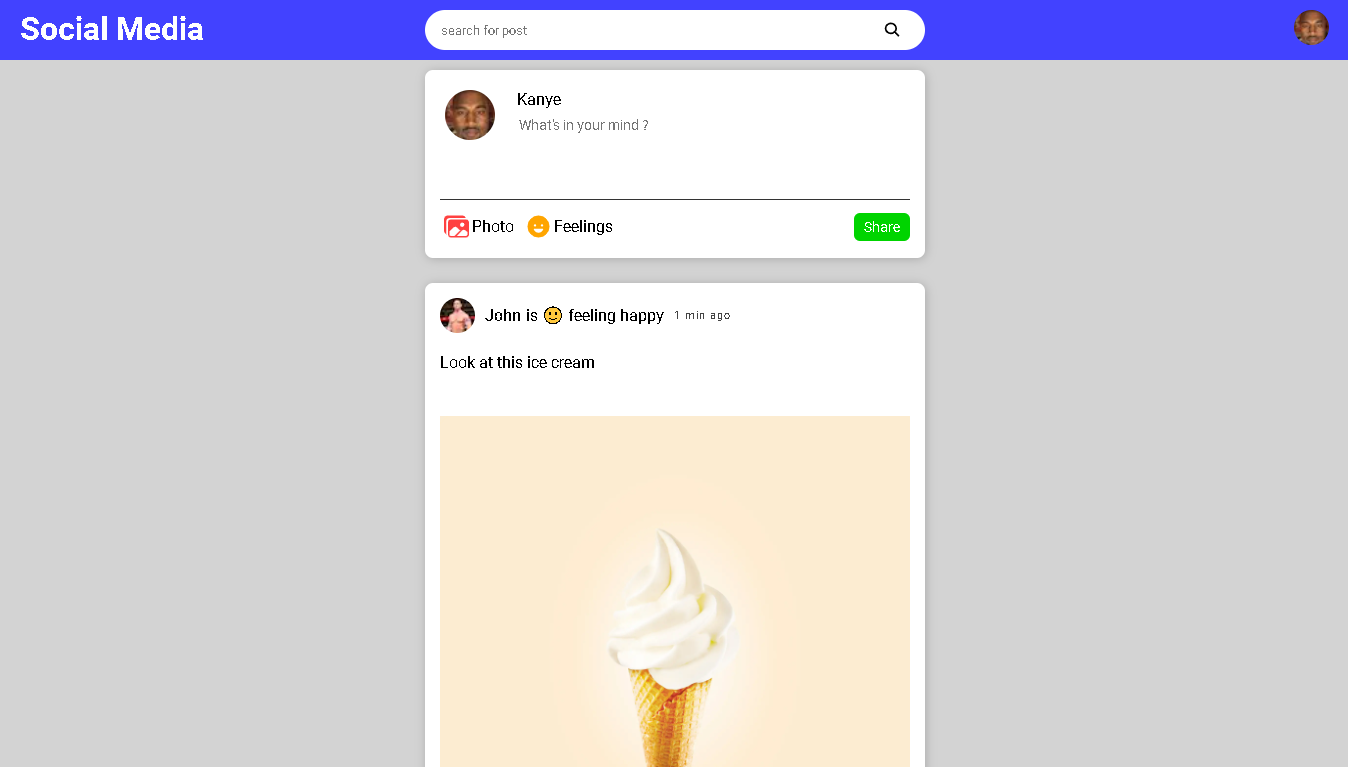 Social Media
search for post
Kanye
What's in your mind ?
Photo
Feelings
Share
John is 🙂 feeling happy 1 min ago
Look at this ice cream